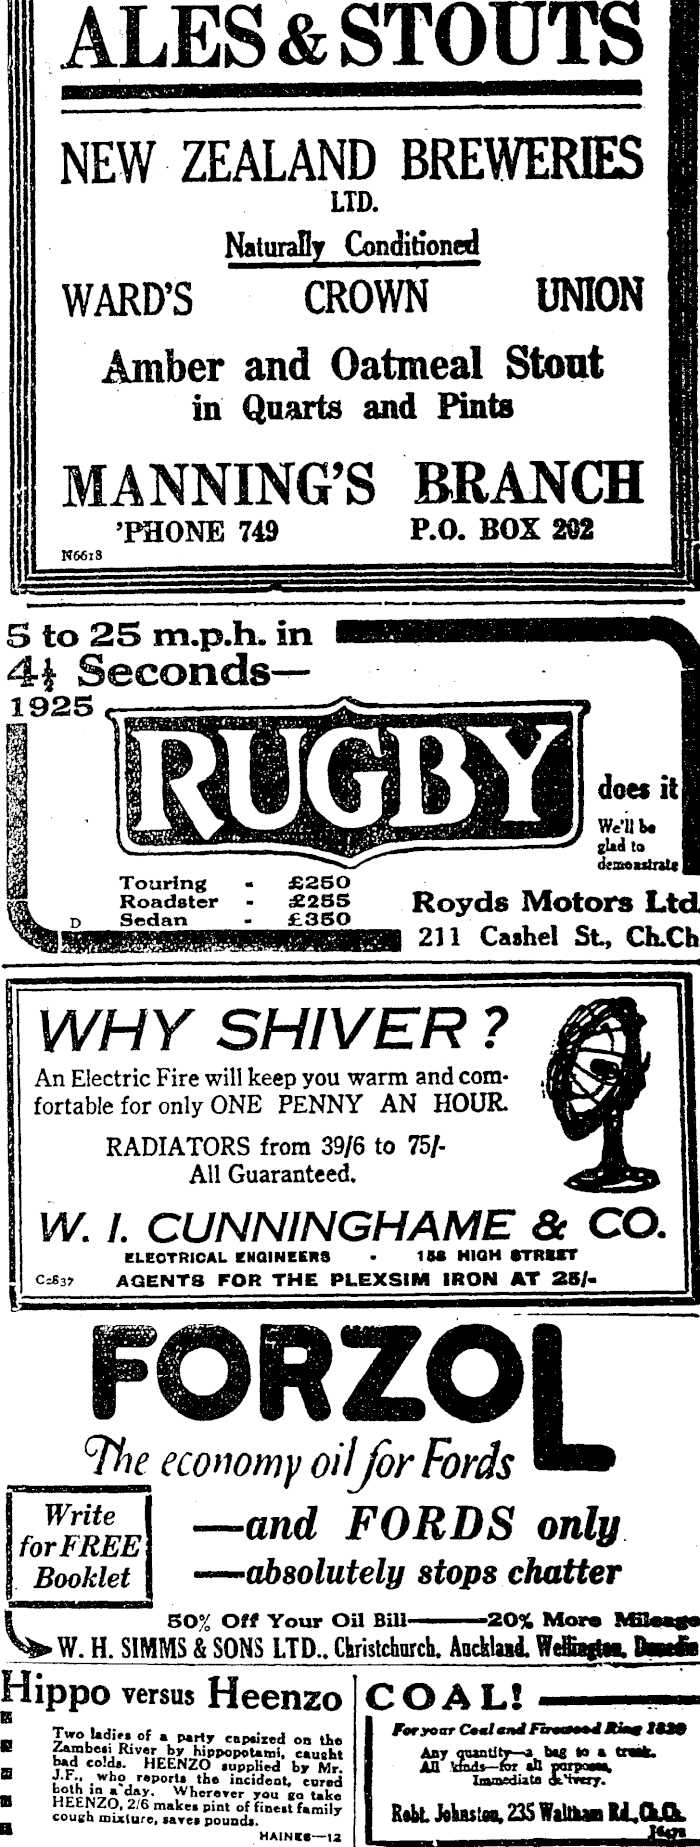 ALES & STOUTS
NEW ZEALAND BREWERIES
LTD.
Naturally Conditioned
WARD'S CROWN UNION
Amber and Oatmeal Stout
in Quarts and Pints
MANNING'S BRANCH
'PHONE 749 P.O. BOX 202
N6618
5 to 25 m.p.h. in
4½ Seconds—
1925
RUGBY
does it
We'll be
glad to
demonstrate
Touring - £250
Roadster - £255
Sedan - £350
D
Royds Motors Ltd
211 Cashel St., Ch.Ch
WHY SHIVER?
An Electric Fire will keep you warm and com-
fortable for only ONE PENNY AN HOUR.
RADIATORS from 39/6 to 75/-
All Guaranteed.
W. I. CUNNINGHAME & CO.
ELECTRICAL ENGINEERS - 158 HIGH STREET
C2837 AGENTS FOR THE PLEXSIM IRON AT 25/-
FORZOL
The economy oil for Fords
Write
for FREE
Booklet
—and FORDS only
—absolutely stops chatter
50% Off Your Oil Bill——20% More Mileage
W. H. SIMMS & SONS LTD., Christchurch, Auckland, Wellington, Dunedin
Hippo versus Heenzo
Two ladies of a party capsized on the
Zambesi River by hippopotami, caught
bad colds. HEENZO supplied by Mr.
J.F., who reports the incident, cured
both in a day. Wherever you go take
HEENZO, 2/6 makes pint of finest family
cough mixture, saves pounds.
HAINES—12
COAL!
For your Coal and Firewood Ring 1820
Any quantity—a bag to a truck.
All kinds—for all purposes,
Immediate de'ivery.
Robt. Johnston, 235 Waltham Rd., Ch.Ch.